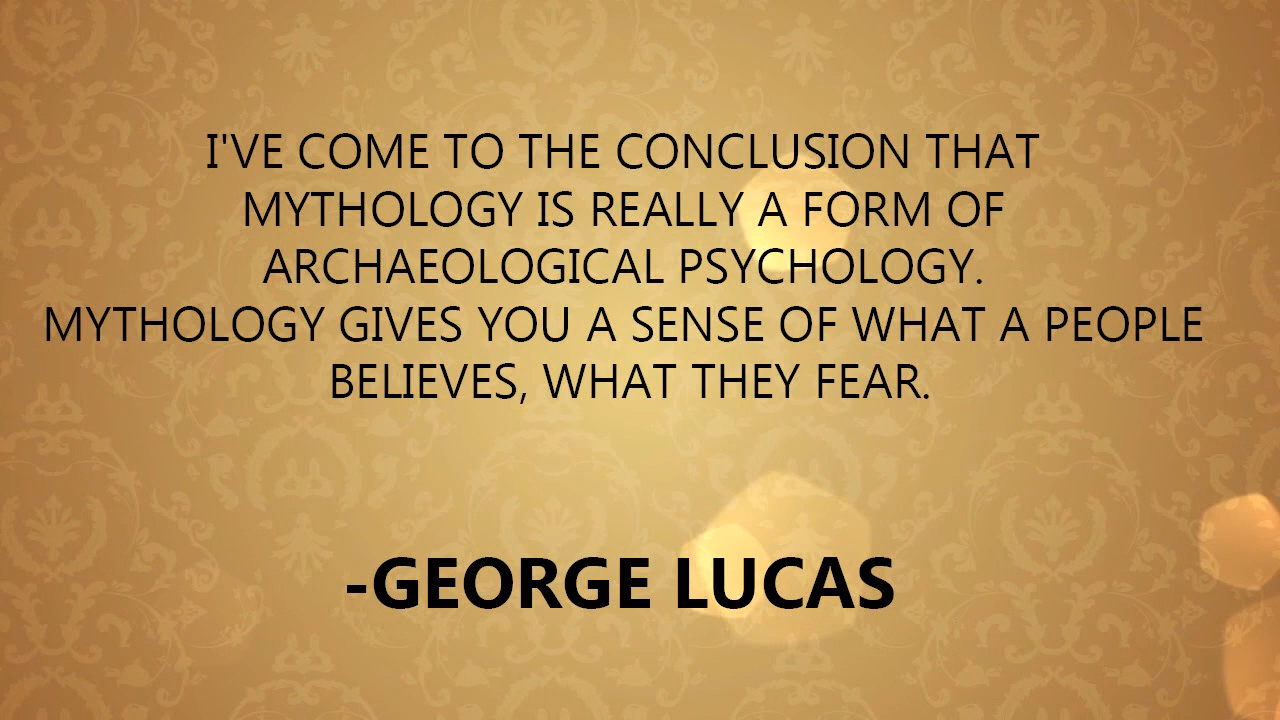 I'VE COME TO THE CONCLUSION THAT
MYTHOLOGY IS REALLY A FORM OF
ARCHAEOLOGICAL PSYCHOLOGY.
MYTHOLOGY GIVES YOU A SENSE OF WHAT A PEOPLE
BELIEVES, WHAT THEY FEAR.
-GEORGE LUCAS